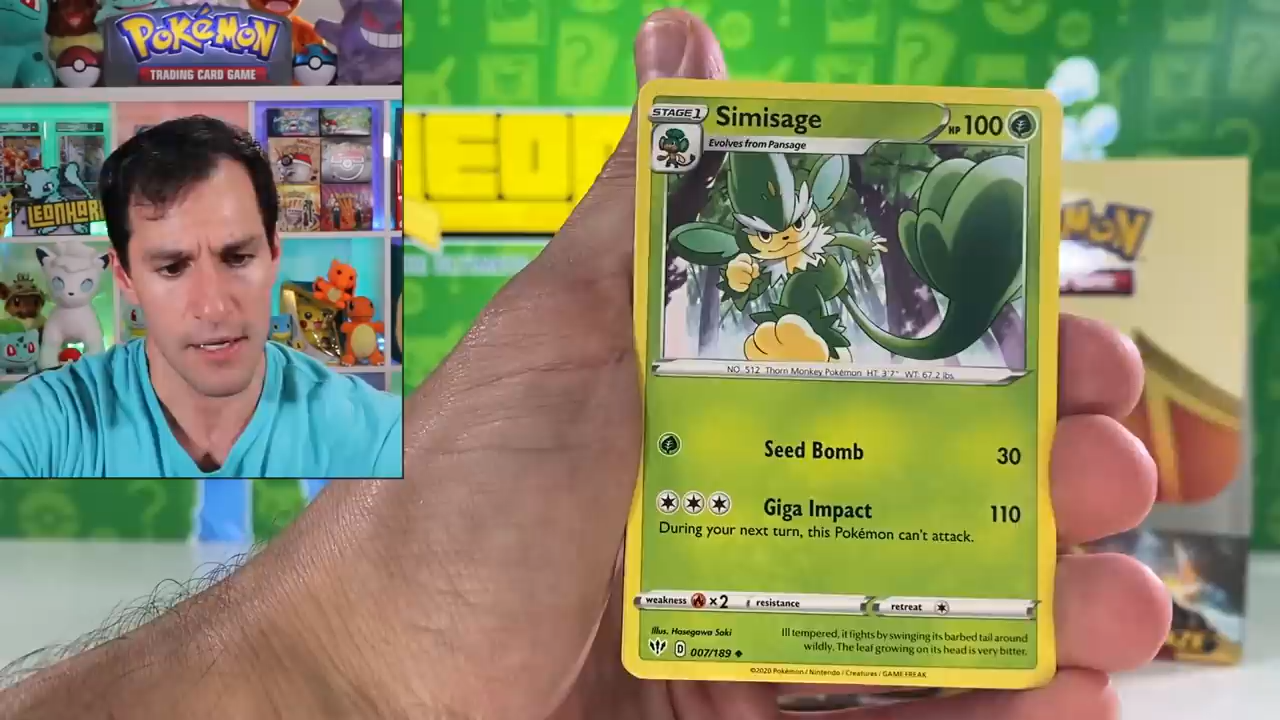 POKÉMON
TRADING CARD GAME
LEONHAR
EON
MON
STAGE 1
Simisage
HP 100
Evolves from Pansage
NO. 512 Thorn Monkey Pokémon HT: 3'7" WT: 67.2 lbs.
Seed Bomb 30
Giga Impact 110
During your next turn, this Pokémon can't attack.
weakness ×2 resistance retreat
Illus. Hasegawa Saki
D 007/189
Ill tempered, it fights by swinging its barbed tail around
wildly. The leaf growing on its head is very bitter.
©2020 Pokémon / Nintendo / Creatures / GAME FREAK